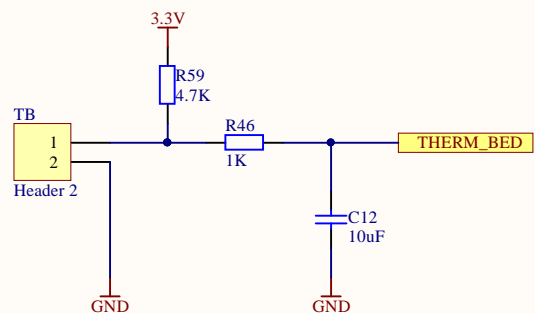 3.3V
R59
4.7K
TB
1
2
Header 2
R46
1K
THERM_BED
C12
10uF
GND
GND